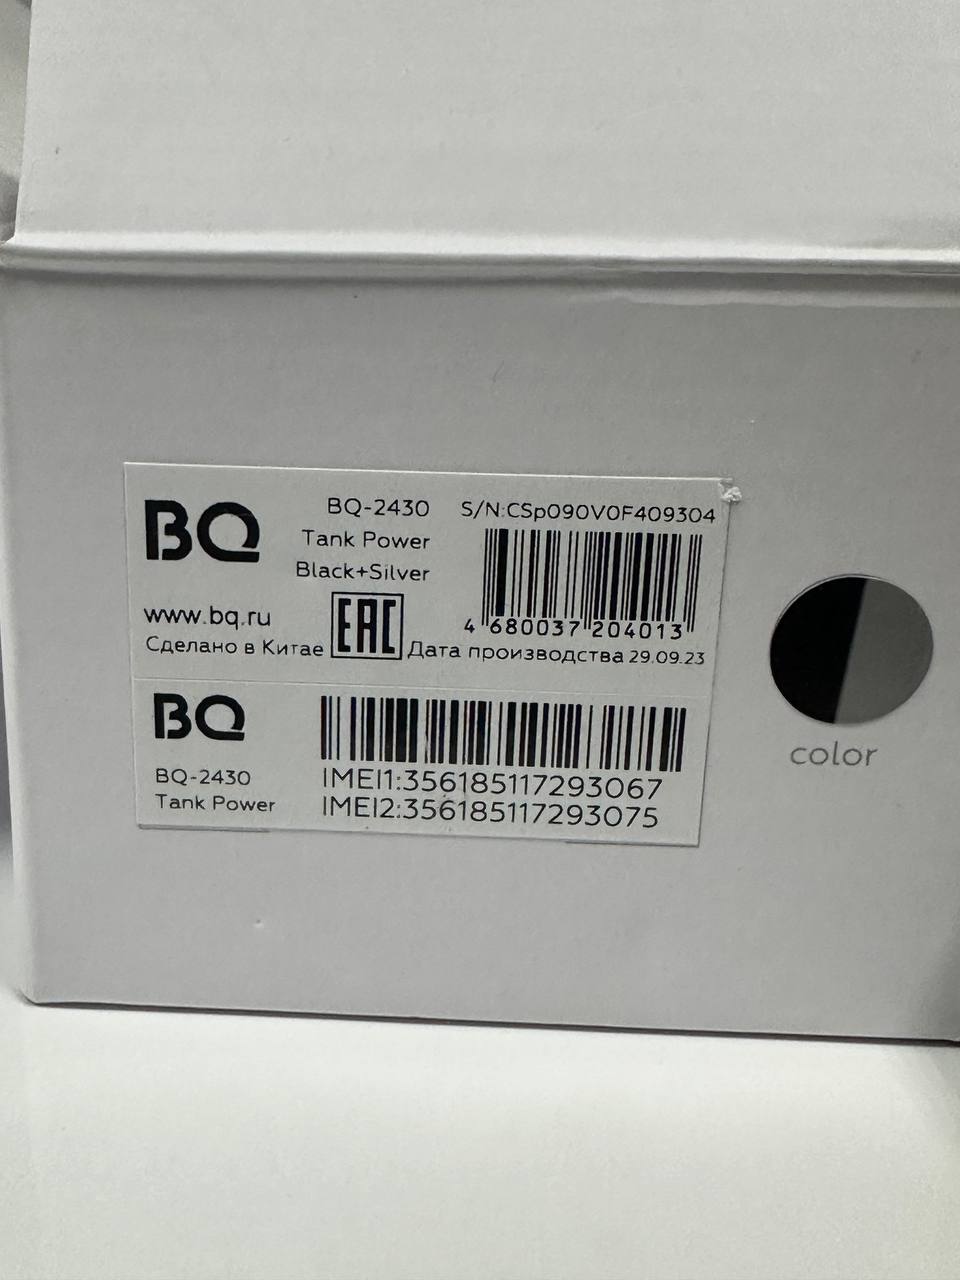 BQ
BQ-2430
Tank Power
Black+Silver
S/N:CSp090V0F409304
4 680037 204013
www.bq.ru
Сделано в Китае
EAC
Дата производства 29.09.23
BQ
BQ-2430
Tank Power
IMEI1:356185117293067
IMEI2:356185117293075
color